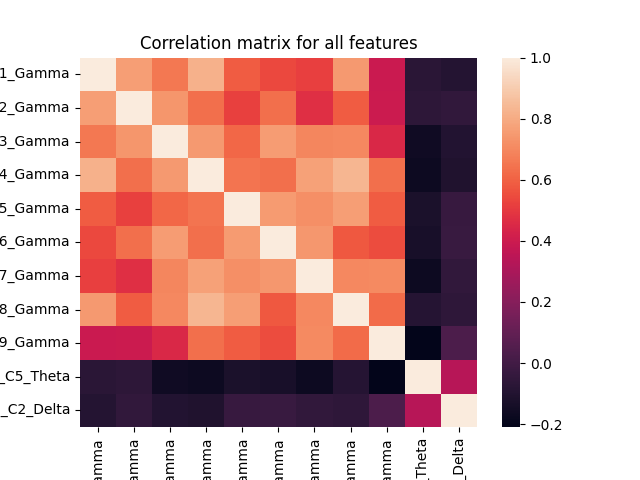 Correlation matrix for all features
1_Gamma
2_Gamma
3_Gamma
4_Gamma
5_Gamma
6_Gamma
7_Gamma
8_Gamma
9_Gamma
_C5_Theta
_C2_Delta
amma
amma
amma
amma
amma
amma
amma
amma
amma
_Theta
_Delta
1.0
0.8
0.6
0.4
0.2
0.0
−0.2